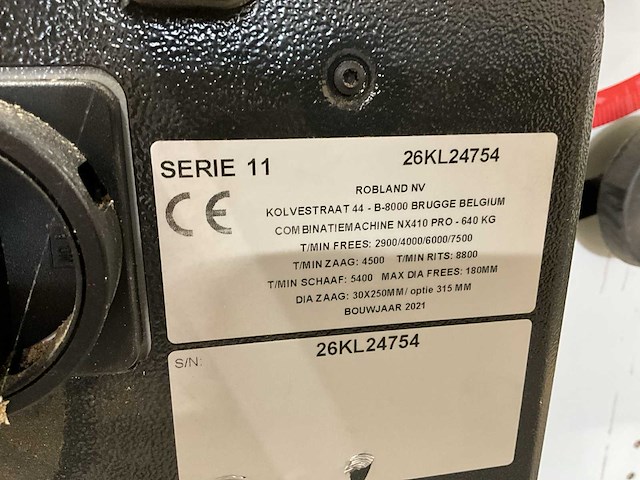 SERIE 11 26KL24754
CE
ROBLAND NV
KOLVESTRAAT 44 - B-8000 BRUGGE BELGIUM
COMBINATIEMACHINE NX410 PRO - 640 KG
T/MIN FREES: 2900/4000/6000/7500
T/MIN ZAAG: 4500 T/MIN RITS: 8800
T/MIN SCHAAF: 5400 MAX DIA FREES: 180MM
DIA ZAAG: 30X250MM/ optie 315 MM
BOUWJAAR 2021
S/N: 26KL24754